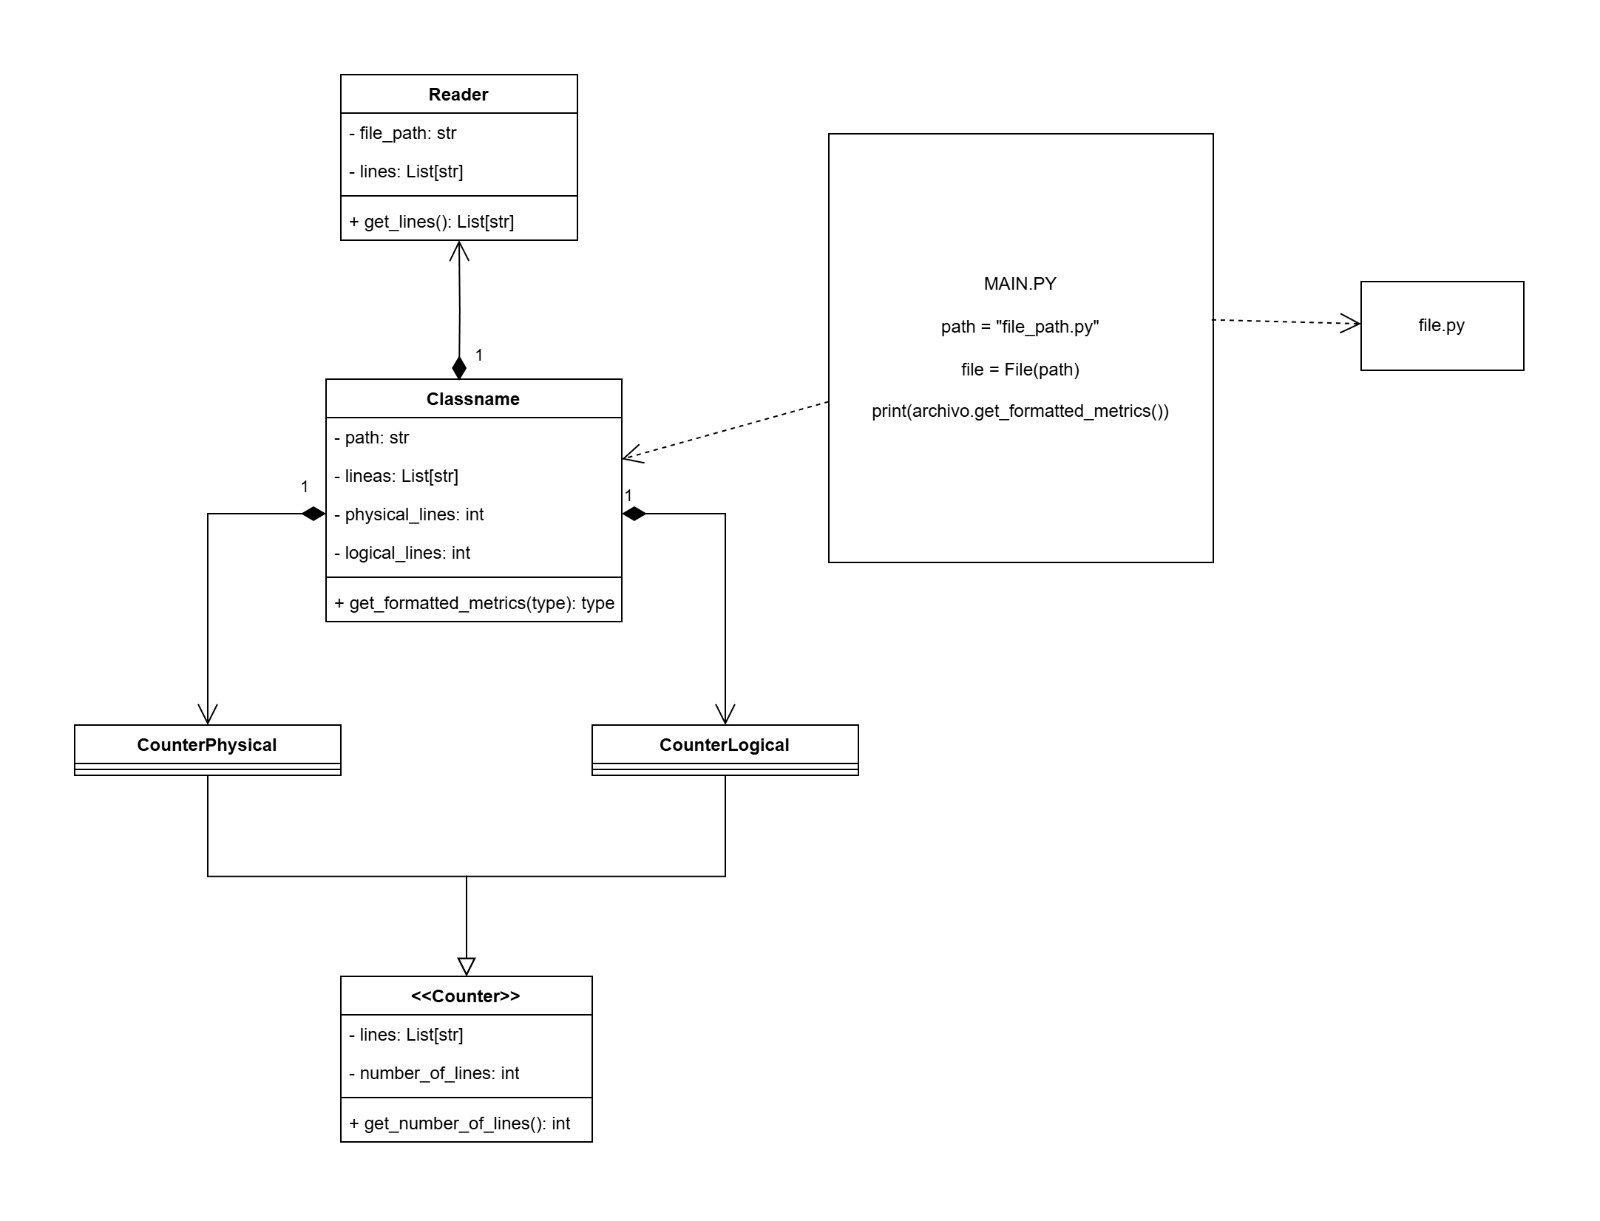 Reader
- file_path: str
- lines: List[str]
+ get_lines(): List[str]
1
Classname
- path: str
- lineas: List[str]
- physical_lines: int
- logical_lines: int
+ get_formatted_metrics(type): type
1
1
MAIN.PY
path = "file_path.py"
file = File(path)
print(archivo.get_formatted_metrics())
file.py
CounterPhysical
CounterLogical
<<Counter>>
- lines: List[str]
- number_of_lines: int
+ get_number_of_lines(): int